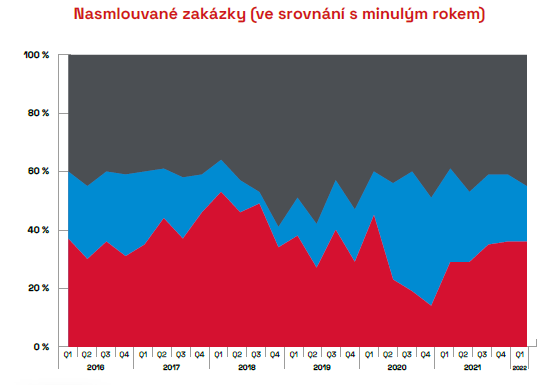 Nasmlouvané zakázky (ve srovnání s minulým rokem)
100 %
80 %
60 %
40 %
20 %
0 %
Q1 Q2 Q3 Q4 Q1 Q2 Q3 Q4 Q1 Q2 Q3 Q4 Q1 Q2 Q3 Q4 Q1 Q2 Q3 Q4 Q1 Q2 Q3 Q4 Q1
2016 2017 2018 2019 2020 2021 2022